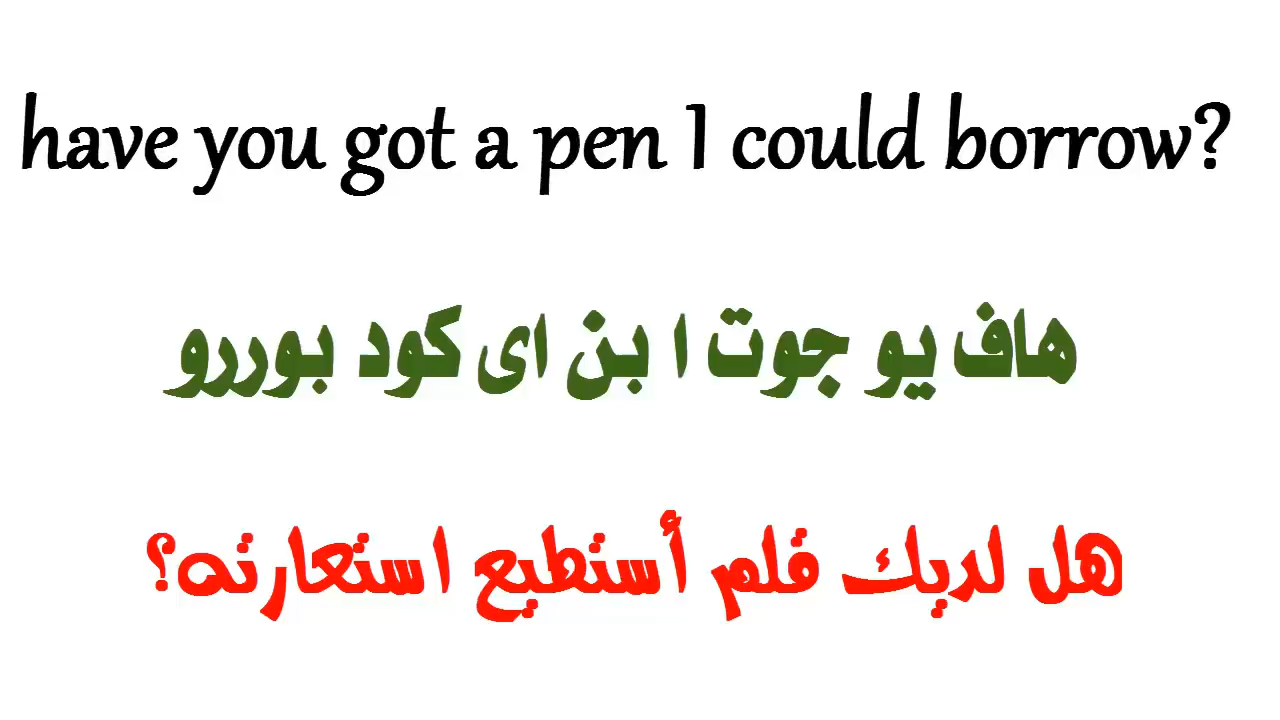 have you got a pen I could borrow?
هاف يو جوت ا بن اى كود بوررو
هل لديك قلم أستطيع استعارته؟